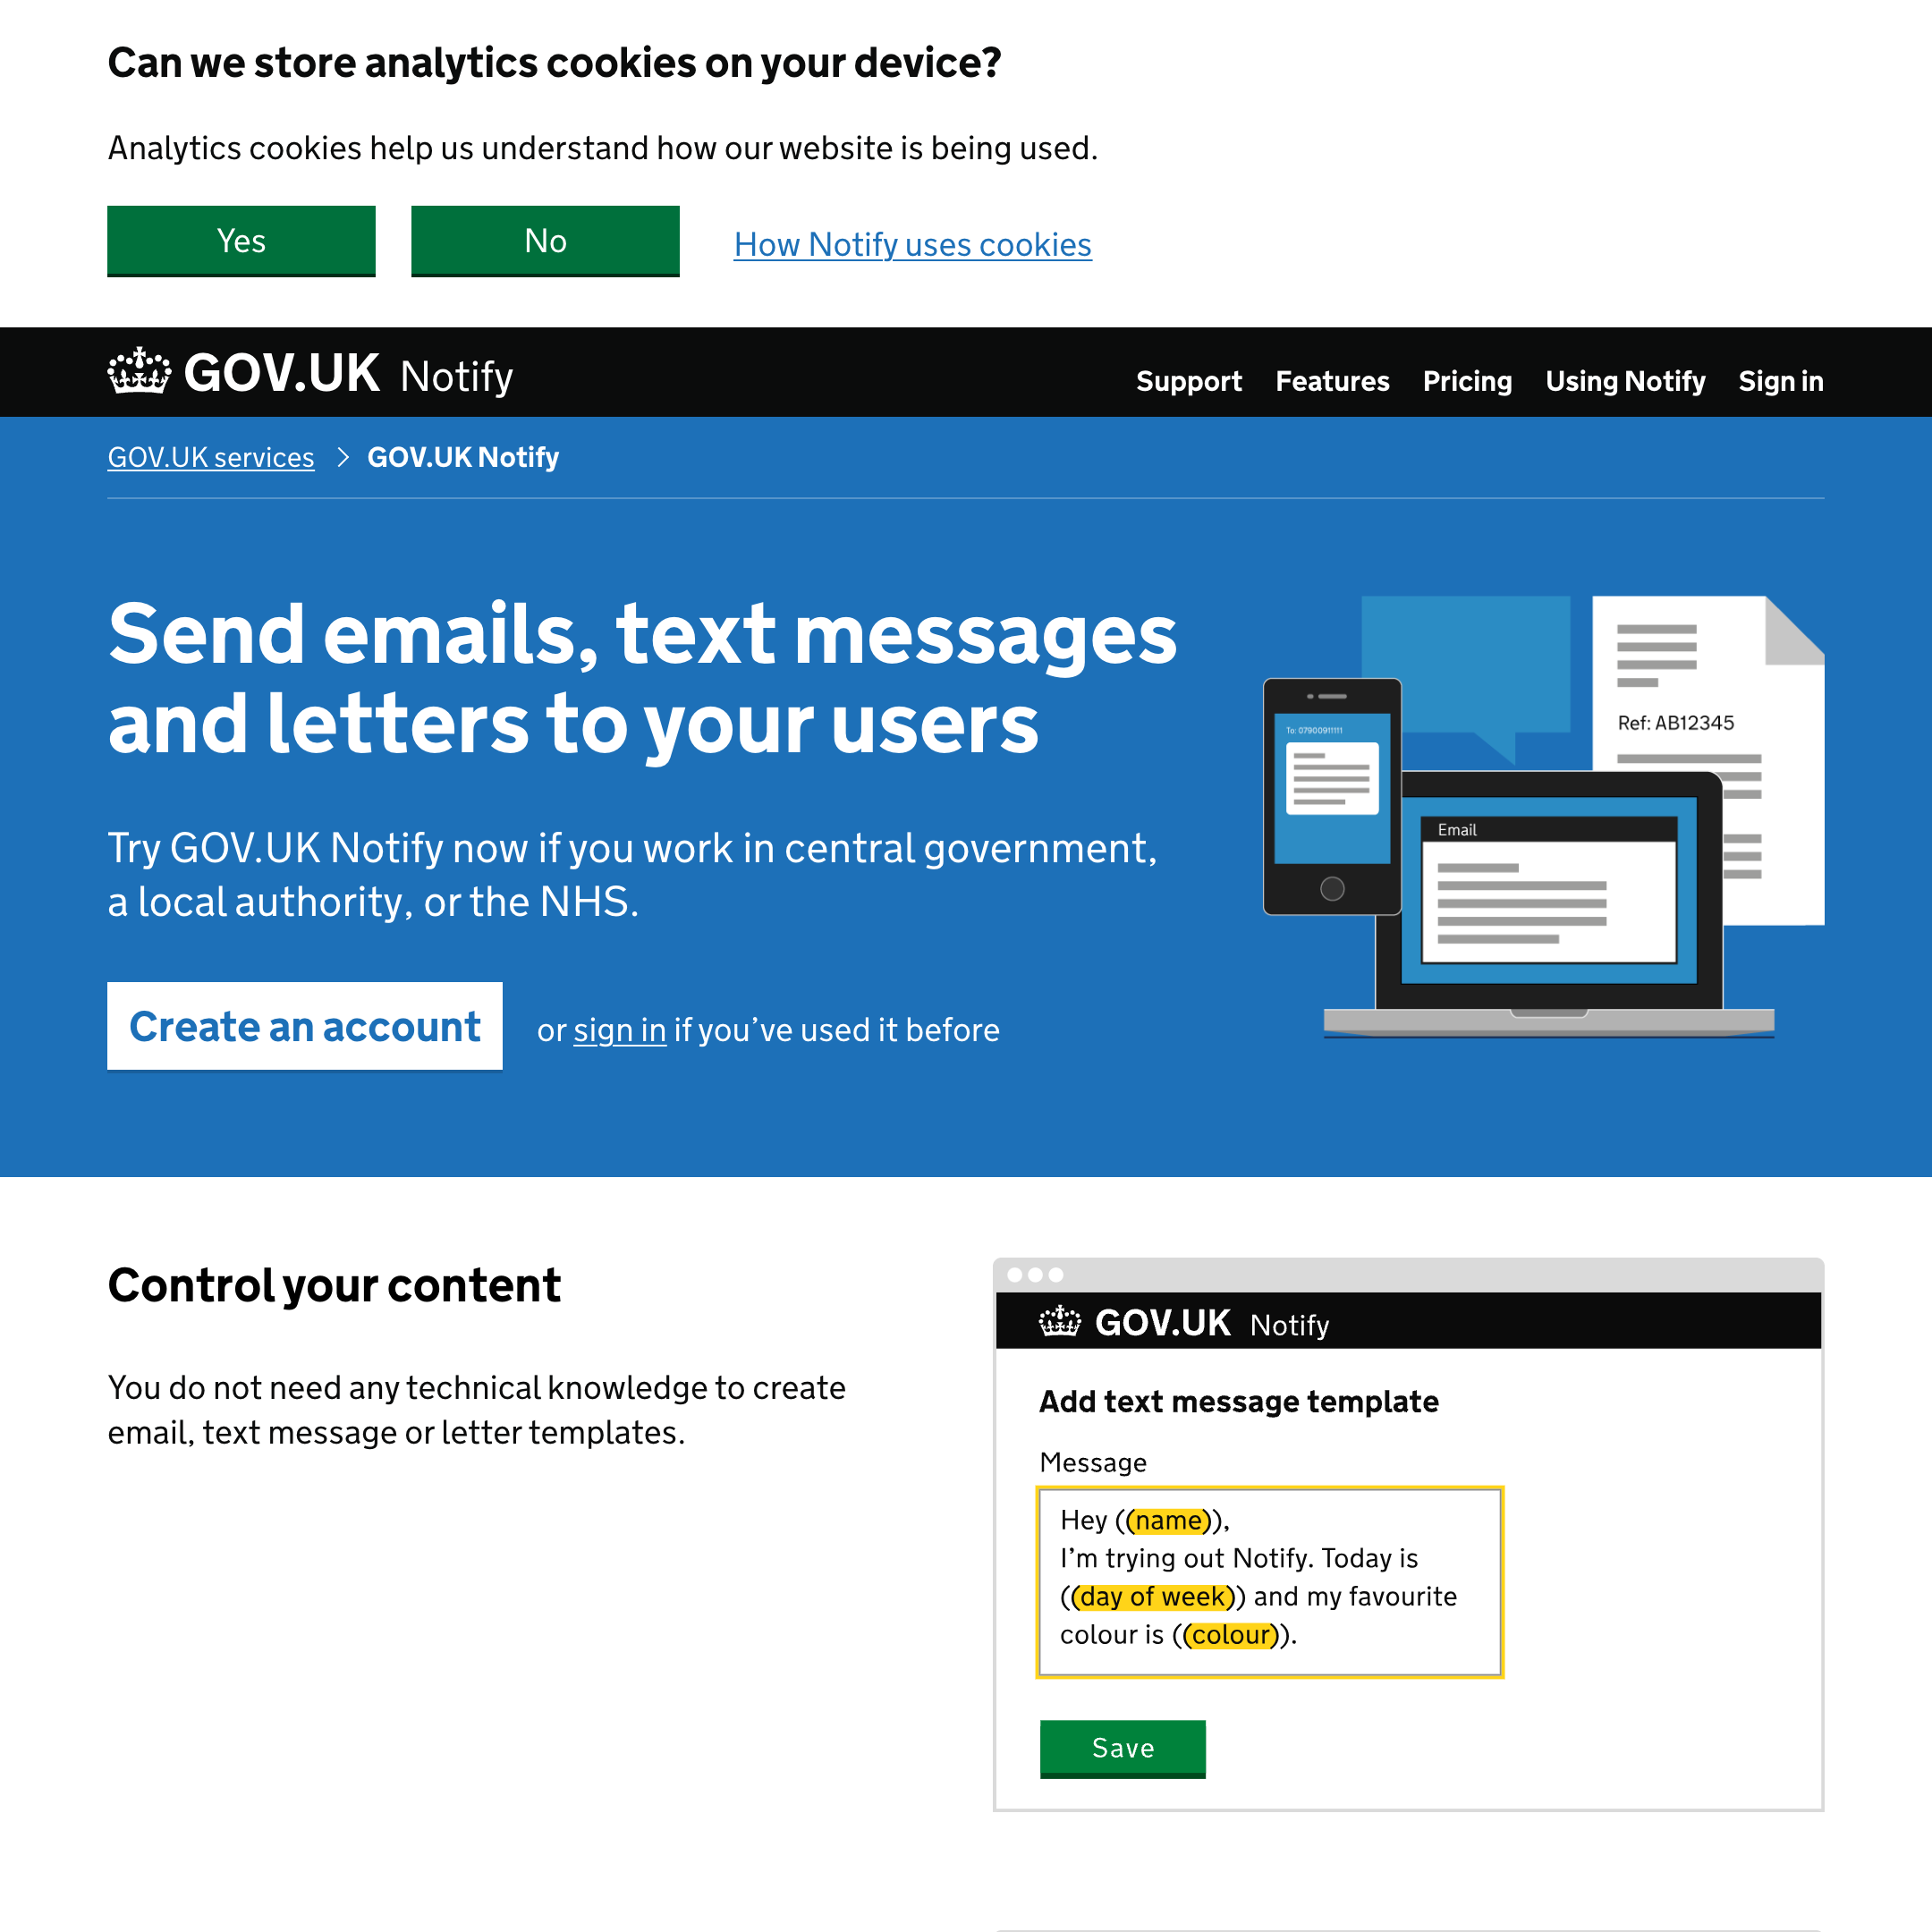 Can we store analytics cookies on your device?
Analytics cookies help us understand how our website is being used.
Yes
No
How Notify uses cookies
GOV.UK Notify
Support
Features
Pricing
Using Notify
Sign in
GOV.UK services
GOV.UK Notify
Send emails, text messages
and letters to your users
Try GOV.UK Notify now if you work in central government,
a local authority, or the NHS.
Create an account
or sign in if you’ve used it before
To: 07900911111
Ref: AB12345
Email
Control your content
You do not need any technical knowledge to create
email, text message or letter templates.
GOV.UK Notify
Add text message template
Message
Hey ((name)),
I’m trying out Notify. Today is
((day of week)) and my favourite
colour is ((colour)).
Save